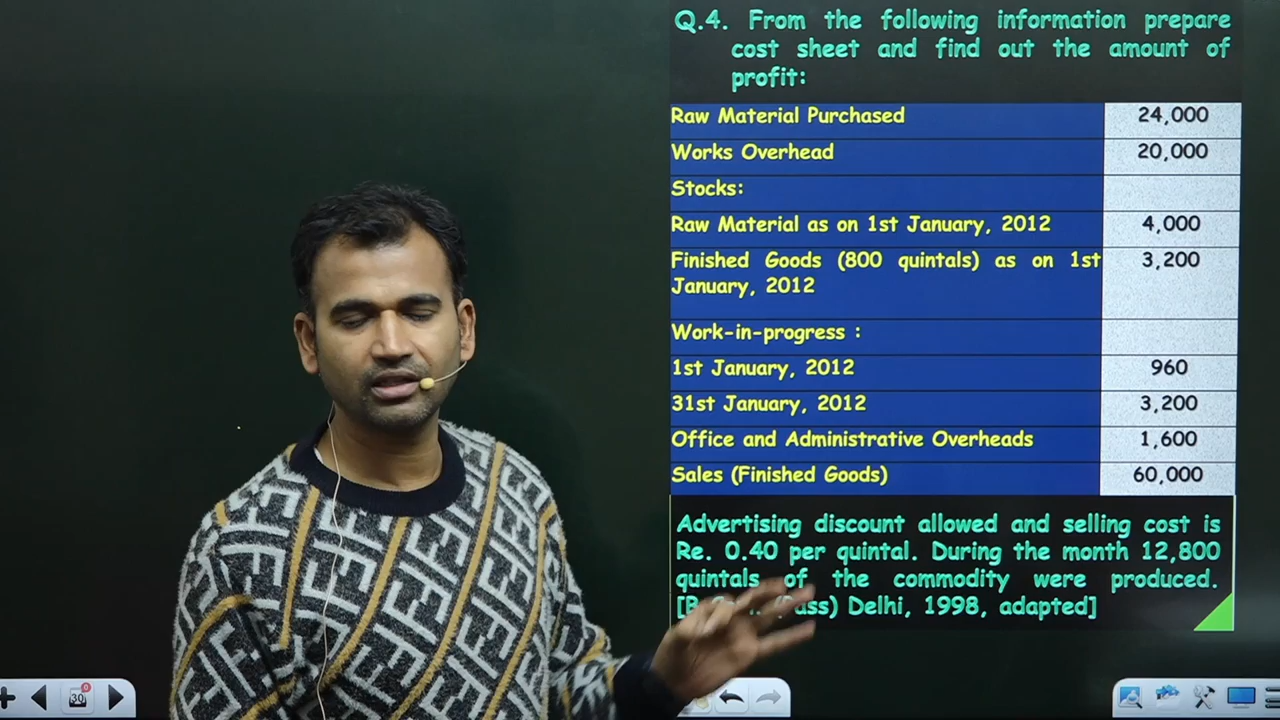 Q.4. From the following information prepare
cost sheet and find out the amount of
profit:
Raw Material Purchased 24,000
Works Overhead 20,000
Stocks:
Raw Material as on 1st January, 2012 4,000
Finished Goods (800 quintals) as on 1st 3,200
January, 2012
Work-in-progress :
1st January, 2012 960
31st January, 2012 3,200
Office and Administrative Overheads 1,600
Sales (Finished Goods) 60,000
Advertising discount allowed and selling cost is
Re. 0.40 per quintal. During the month 12,800
quintals of the commodity were produced.
Delhi, 1998, adapted]
30